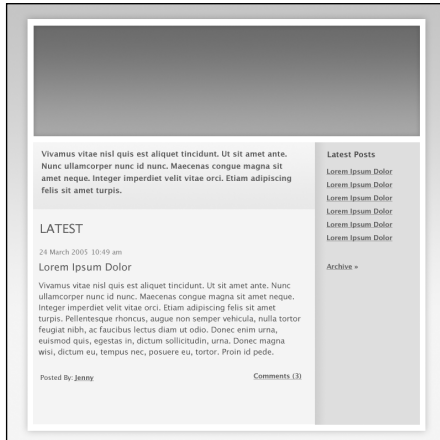 Vivamus vitae nisl quis est aliquet tincidunt. Ut sit amet ante.
Nunc ullamcorper nunc id nunc. Maecenas congue magna sit
amet neque. Integer imperdiet velit vitae orci. Etiam adipiscing
felis sit amet turpis.
LATEST
24 March 2005 10:49 am
Lorem Ipsum Dolor
Vivamus vitae nisl quis est aliquet tincidunt. Ut sit amet ante. Nunc
ullamcorper nunc id nunc. Maecenas congue magna sit amet neque.
Integer imperdiet velit vitae orci. Etiam adipiscing felis sit amet
turpis. Pellentesque rhoncus, augue non semper vehicula, nulla tortor
feugiat nibh, ac faucibus lectus diam ut odio. Donec enim urna,
euismod quis, egestas in, dictum sollicitudin, urna. Donec magna
wisi, dictum eu, tempus nec, posuere eu, tortor. Proin id pede.
Posted By: Jenny
Comments (3)
Latest Posts
Lorem Ipsum Dolor
Lorem Ipsum Dolor
Lorem Ipsum Dolor
Lorem Ipsum Dolor
Lorem Ipsum Dolor
Lorem Ipsum Dolor
Archive »